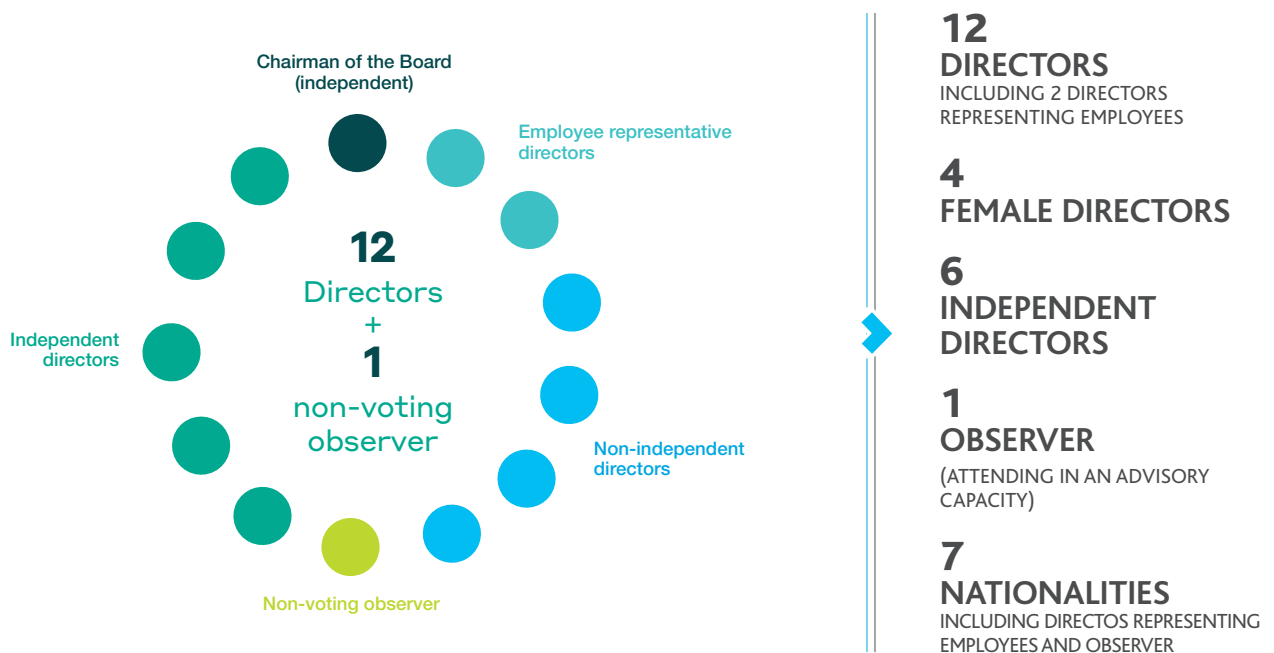 Chairman of the Board
(independent)
Employee representative
directors
12
Directors
+
1
non-voting
observer
Independent
directors
Non-independent
directors
Non-voting observer
12
DIRECTORS
INCLUDING 2 DIRECTORS
REPRESENTING EMPLOYEES
4
FEMALE DIRECTORS
6
INDEPENDENT
DIRECTORS
1
OBSERVER
(ATTENDING IN AN ADVISORY
CAPACITY)
7
NATIONALITIES
INCLUDING DIRECTOS REPRESENTING
EMPLOYEES AND OBSERVER